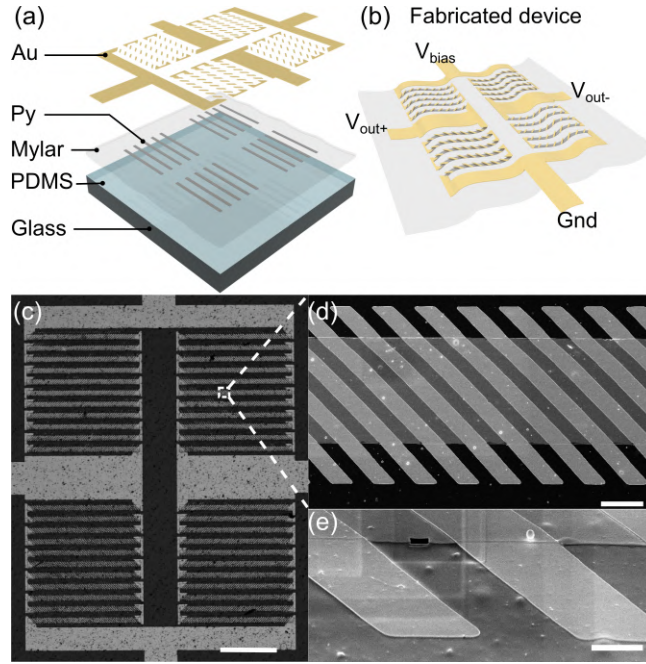 (a)
Au
Py
Mylar
PDMS
Glass
(b) Fabricated device
V_bias
V_out-
V_out+
Gnd
(c)
(d)
(e)